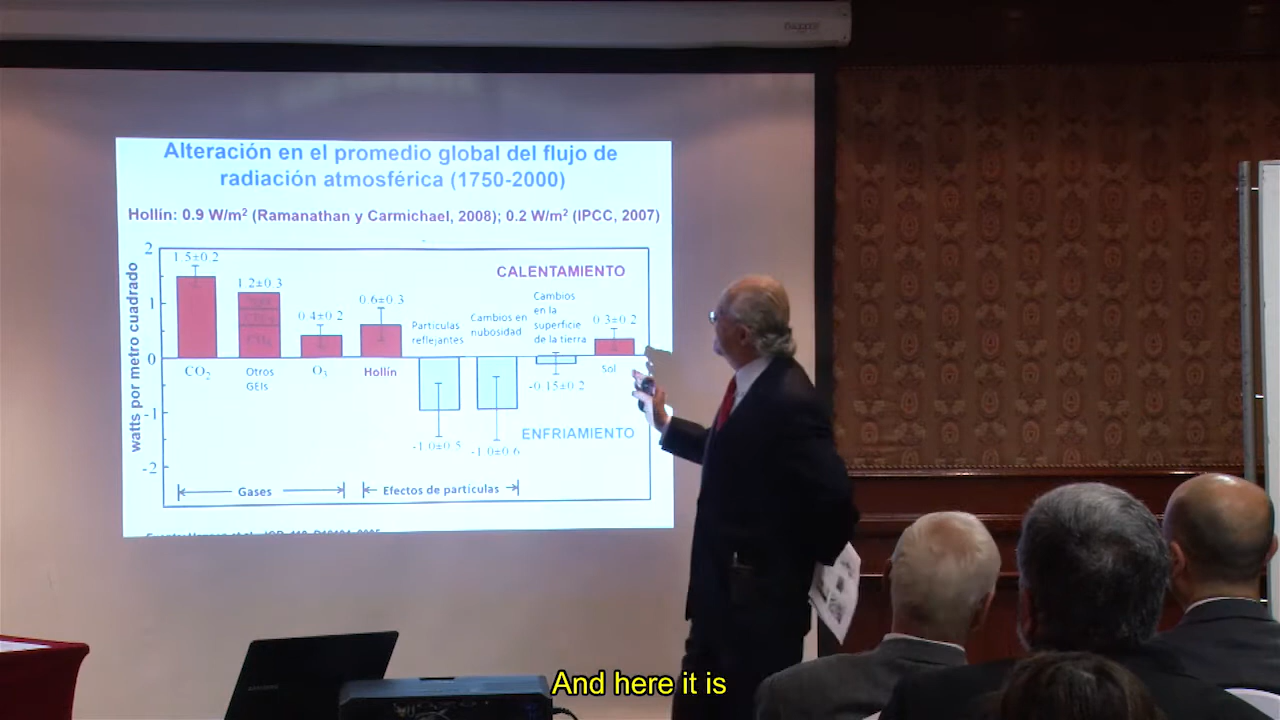 Alteración en el promedio global del flujo de
radiación atmosférica (1750-2000)
Hollín: 0.9 W/m² (Ramanathan y Carmichael, 2008); 0.2 W/m² (IPCC, 2007)
watts por metro cuadrado
2
1
0
-1
-2
1.5±0.2
1.2±0.3
0.4±0.2
0.6±0.3
CALENTAMIENTO
Partículas
reflejantes
Cambios en
nubosidad
Cambios
en la
superficie
de la tierra
0.3±0.2
CO₂
Otros
GEIs
O₃
Hollín
Sol
-0.15±0.2
-1.0±0.5
-1.0±0.6
ENFRIAMIENTO
Gases
Efectos de partículas
And here it is